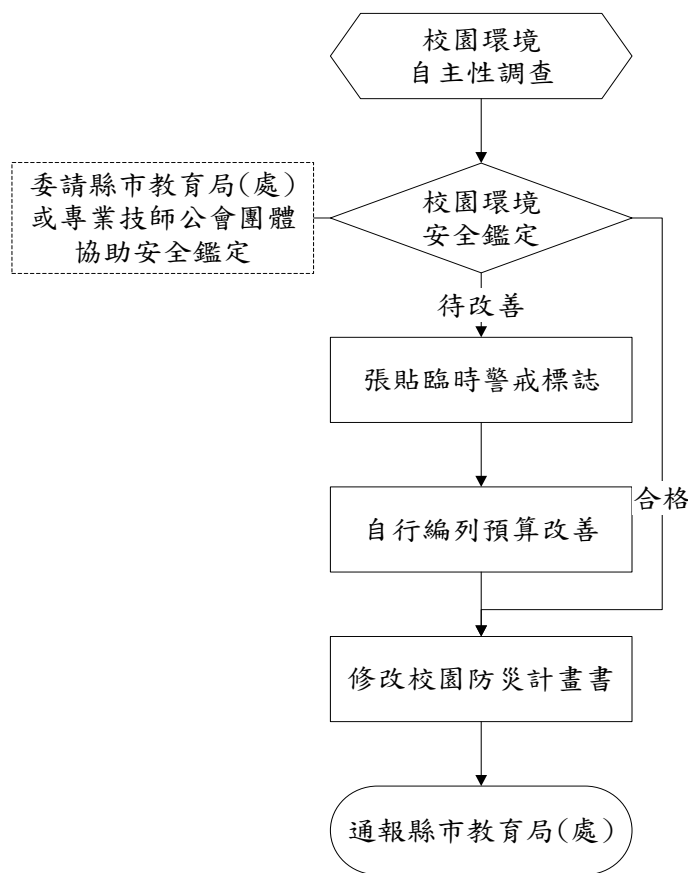 校園環境
自主性調查
委請縣市教育局(處)
或專業技師公會團體
協助安全鑑定
校園環境
安全鑑定
待改善
張貼臨時警戒標誌
合格
自行編列預算改善
修改校園防災計畫書
通報縣市教育局(處)